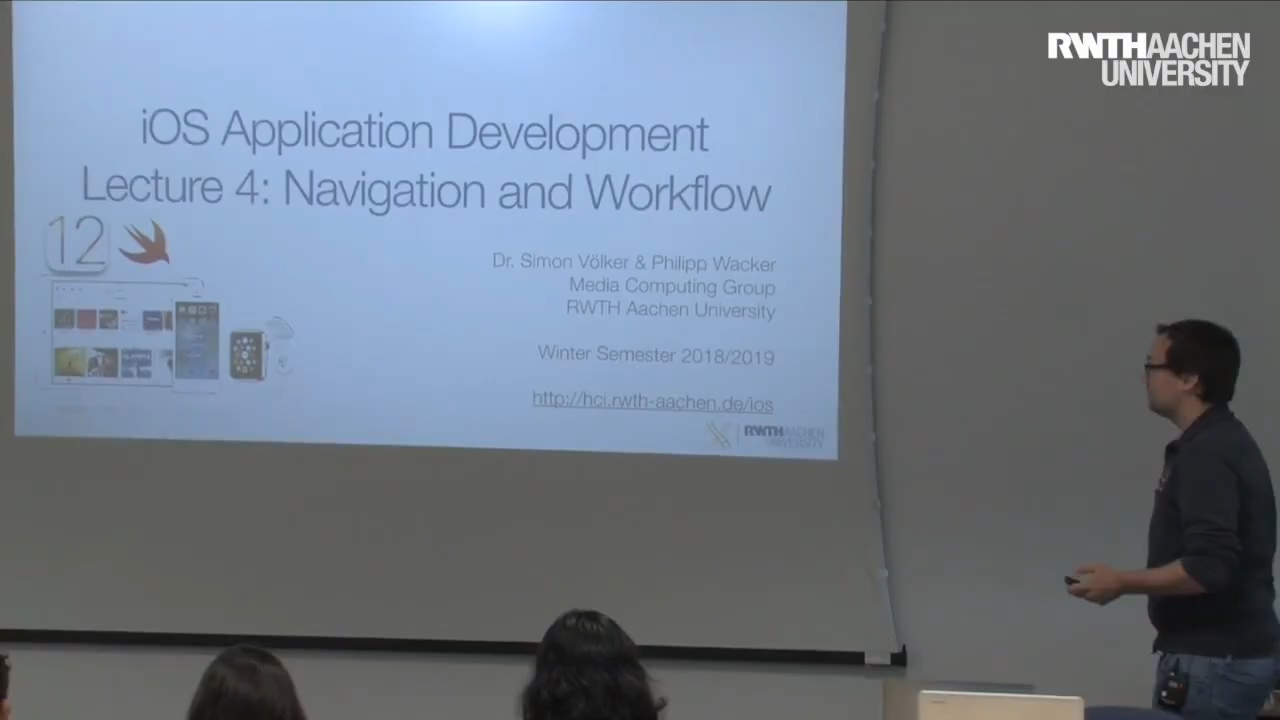 RWTHAACHEN
UNIVERSITY
iOS Application Development
Lecture 4: Navigation and Workflow
12
Dr. Simon Völker & Philipp Wacker
Media Computing Group
RWTH Aachen University
Winter Semester 2018/2019
http://hci.rwth-aachen.de/ios
RWTHAACHEN
UNIVERSITY